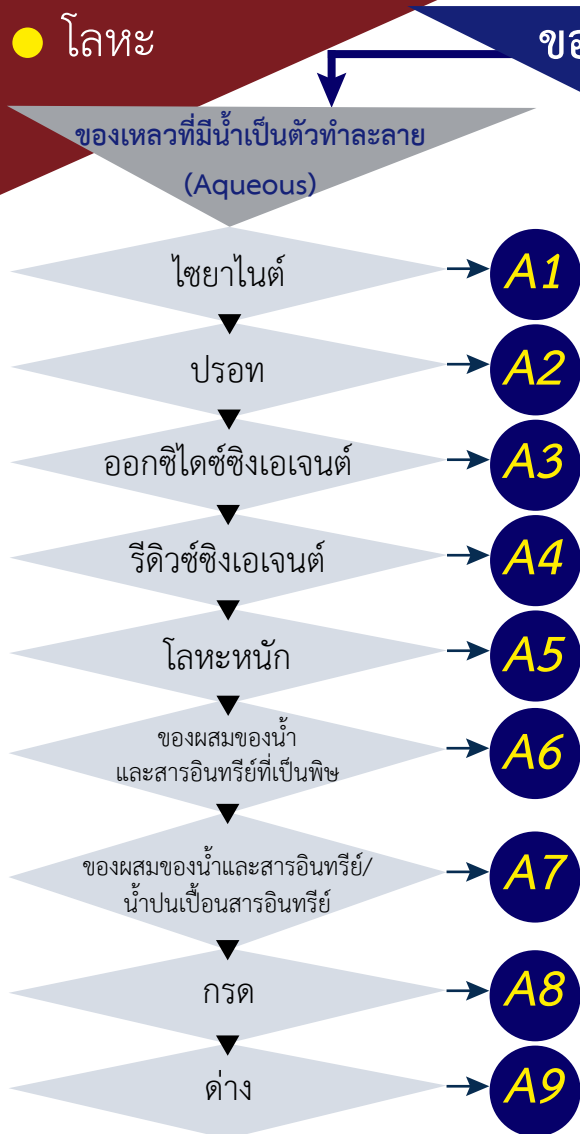 โลหะ
ของเหลวที่มีน้ำเป็นตัวทำละลาย
(Aqueous)
ไซยาไนต์
A1
ปรอท
A2
ออกซิไดซ์ซิงเอเจนต์
A3
รีดิวซ์ซิงเอเจนต์
A4
โลหะหนัก
A5
ของผสมของน้ำ
และสารอินทรีย์ที่เป็นพิษ
A6
ของผสมของน้ำและสารอินทรีย์/
น้ำปนเปื้อนสารอินทรีย์
A7
กรด
A8
ด่าง
A9